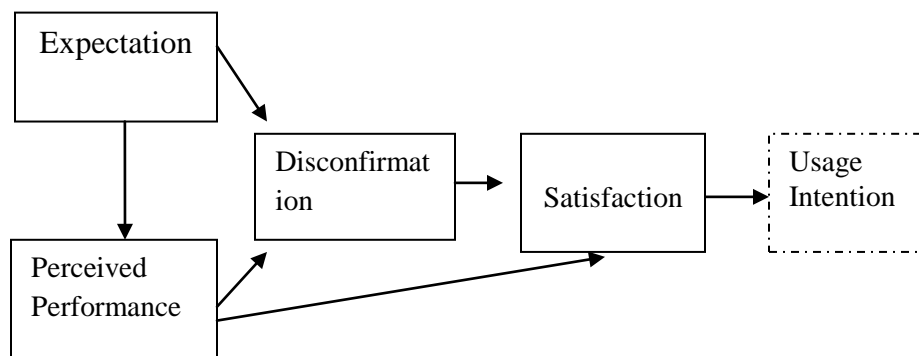 Expectation
Disconfirmat
ion
Satisfaction
Usage
Intention
Perceived
Performance